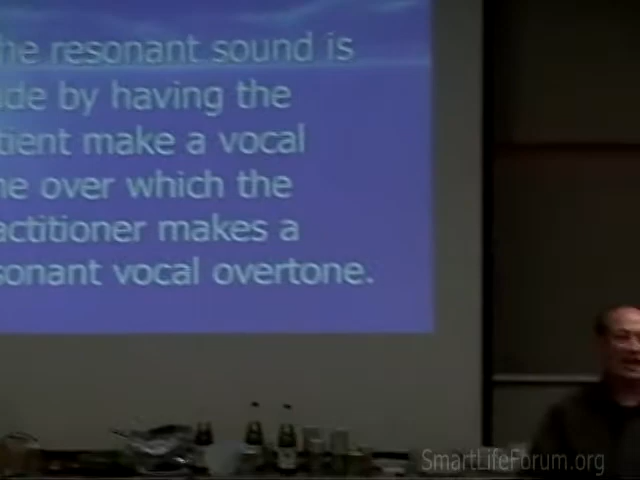 he resonant sound is
de by having the
tient make a vocal
ne over which the
actitioner makes a
sonant vocal overtone.
SmartLifeForum.org